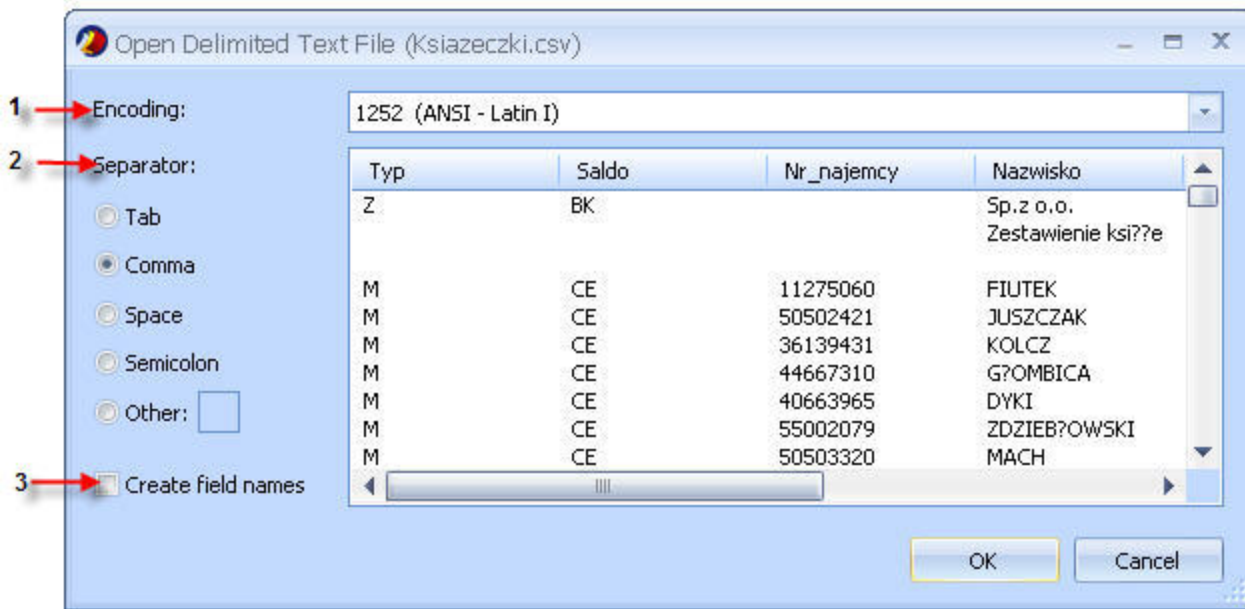 Open Delimited Text File (Ksiazeczki.csv)
1 Encoding: 1252 (ANSI - Latin I)
2 Separator:
Tab
Comma
Space
Semicolon
Other:
3 Create field names
Typ Saldo Nr_najemcy Nazwisko
Z BK Sp.z o.o.
Zestawienie ksi??e
M CE 11275060 FIUTEK
M CE 50502421 JUSZCZAK
M CE 36139431 KOLCZ
M CE 44667310 G?OMBICA
M CE 40663965 DYKI
M CE 55002079 ZDZIEB?OWSKI
M CE 50503320 MACH
OK Cancel